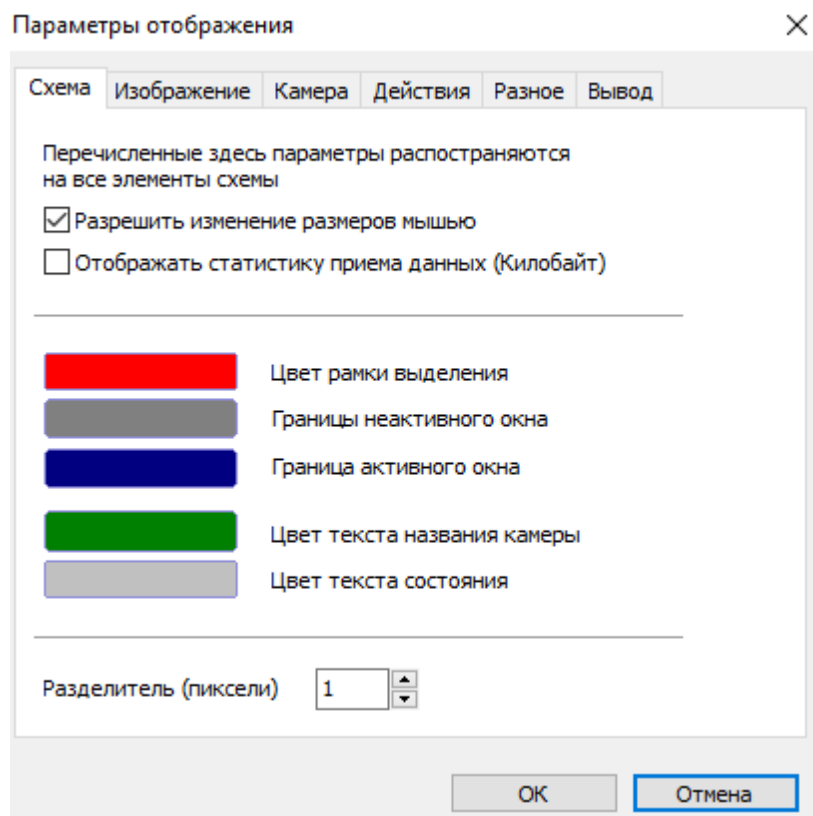 Параметры отображения
Схема Изображение Камера Действия Разное Вывод
Перечисленные здесь параметры распостраняются
на все элементы схемы
Разрешить изменение размеров мышью
Отображать статистику приема данных (Килобайт)
Цвет рамки выделения
Границы неактивного окна
Граница активного окна
Цвет текста названия камеры
Цвет текста состояния
Разделитель (пиксели) 1
ОК Отмена